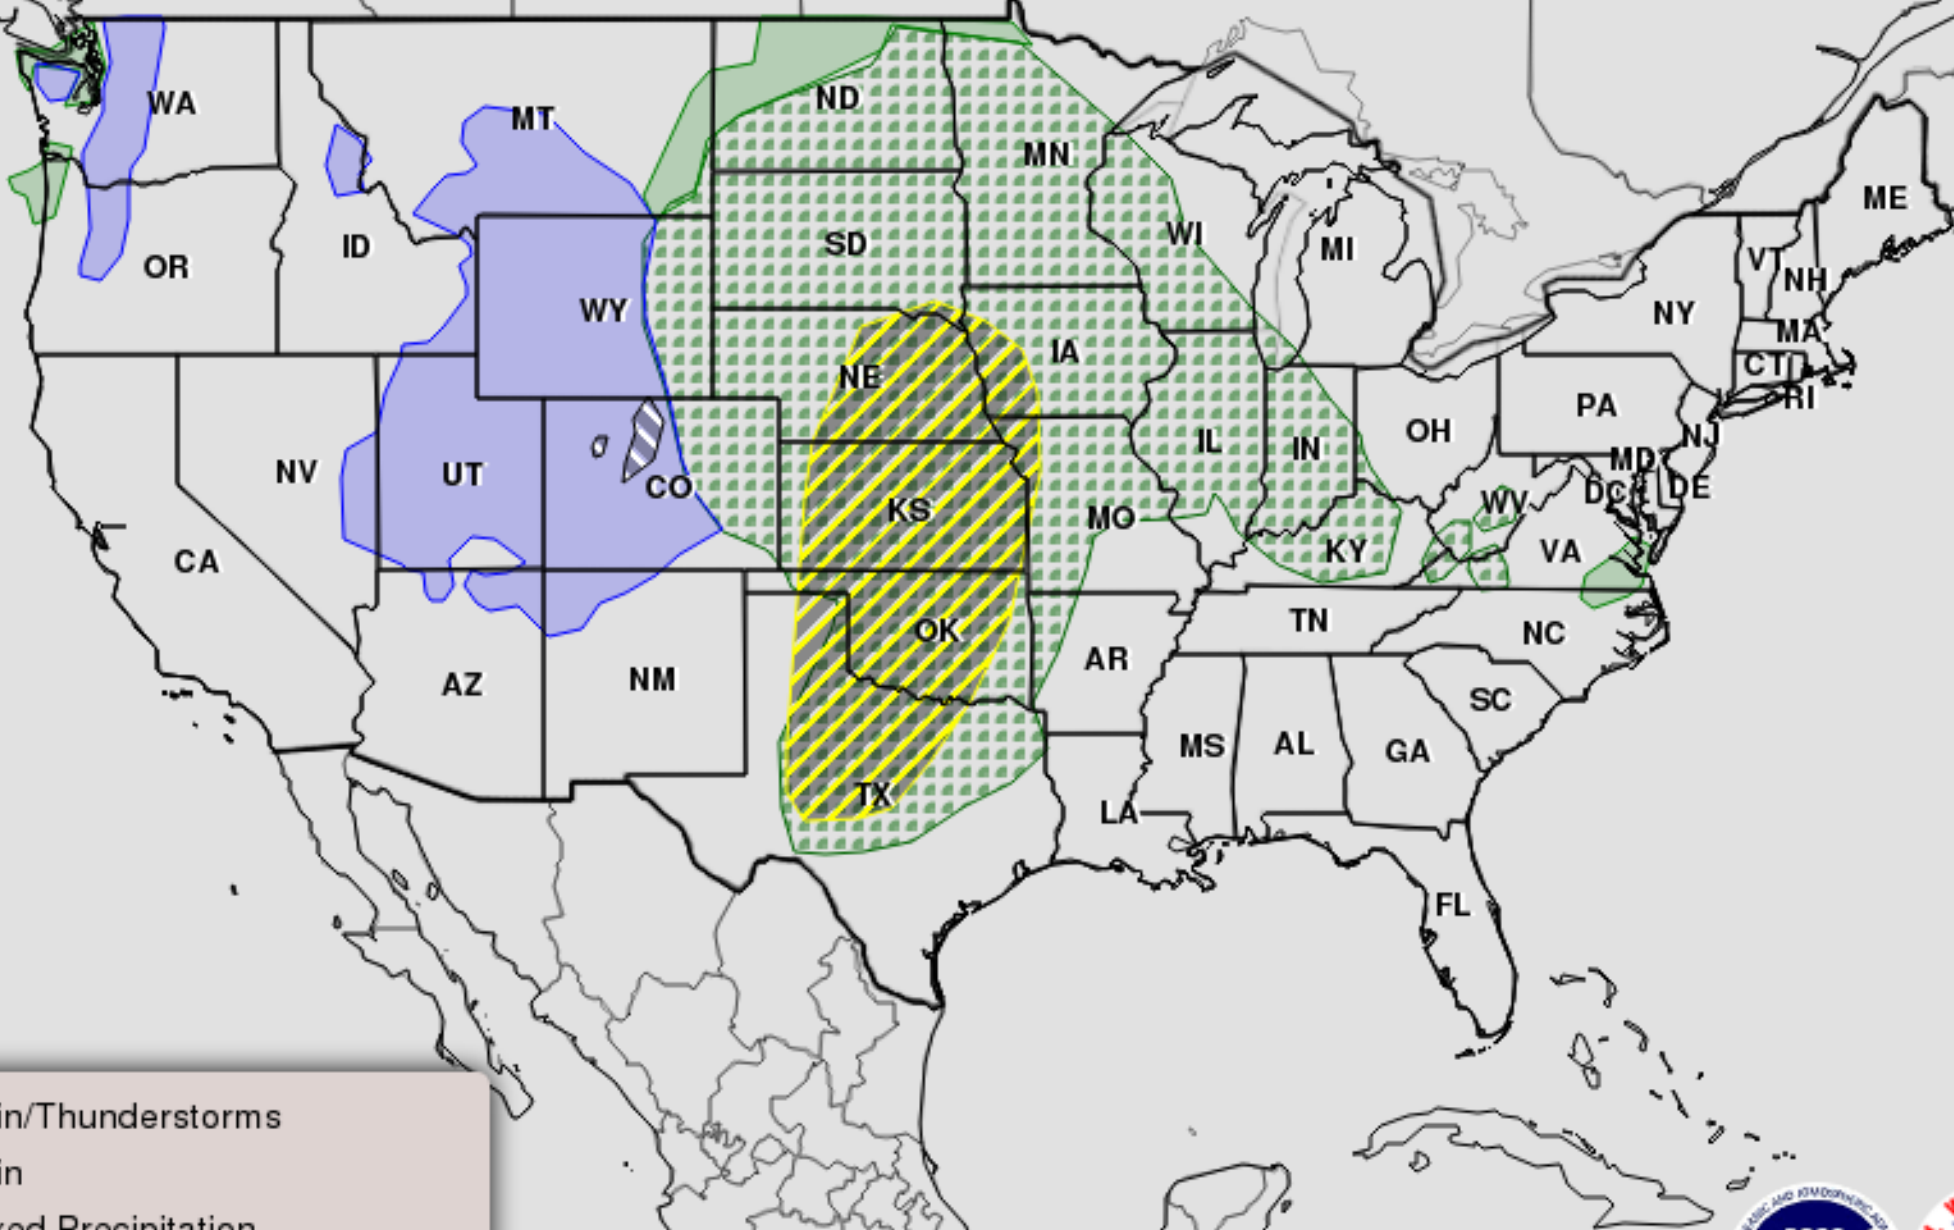 WA
MT
ND
MN
ME
OR
ID
SD
WI
MI
VT
NH
WY
NY
MA
NE
IA
CT
RI
PA
NV
UT
CO
IL
IN
OH
NJ
MD
DE
DC
WV
KS
MO
CA
KY
VA
OK
TN
NC
AZ
NM
AR
SC
MS
AL
GA
TX
LA
FL
in/Thunderstorms
in
ked Precipitation